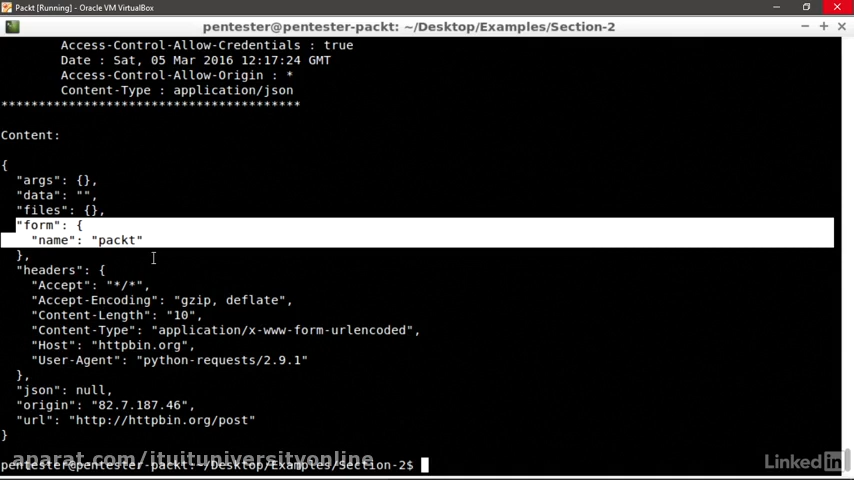 Packt [Running] - Oracle VM VirtualBox
pentester@pentester-packt: ~/Desktop/Examples/Section-2
Access-Control-Allow-Credentials : true
Date : Sat, 05 Mar 2016 12:17:24 GMT
Access-Control-Allow-Origin : *
Content-Type : application/json
****************************************
Content:
{
"args": {},
"data": "",
"files": {},
"form": {
"name": "packt"
},
"headers": {
"Accept": "*/*",
"Accept-Encoding": "gzip, deflate",
"Content-Length": "10",
"Content-Type": "application/x-www-form-urlencoded",
"Host": "httpbin.org",
"User-Agent": "python-requests/2.9.1"
},
"json": null,
"origin": "82.7.187.46",
"url": "http://httpbin.org/post"
}
aparat.com/ituituniversityonline
pentester@pentester-packt:~/Desktop/Examples/Section-2$
LinkedIn